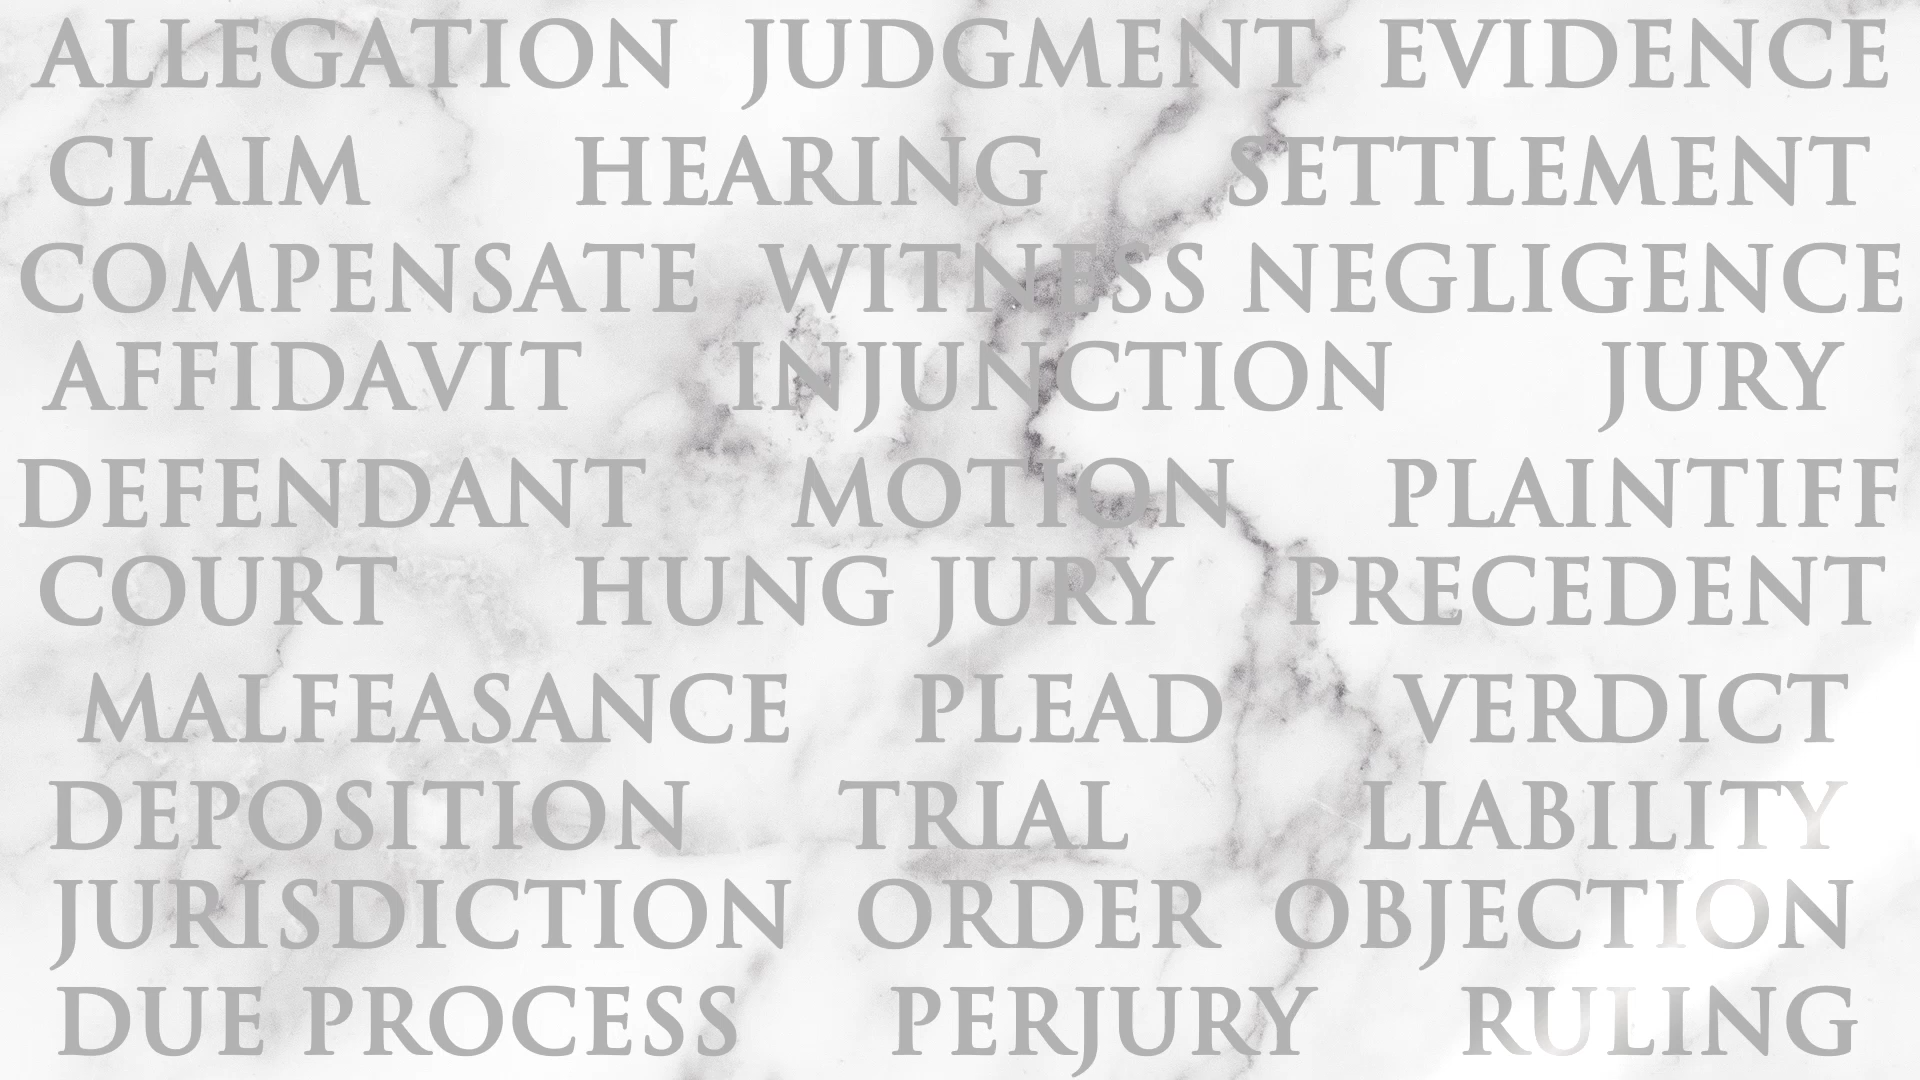 ALLEGATION JUDGMENT EVIDENCE
CLAIM HEARING SETTLEMENT
COMPENSATE WITNESS NEGLIGENCE
AFFIDAVIT INJUNCTION JURY
DEFENDANT MOTION PLAINTIFF
COURT HUNG JURY PRECEDENT
MALFEASANCE PLEAD VERDICT
DEPOSITION TRIAL LIABILITY
JURISDICTION ORDER OBJECTION
DUE PROCESS PERJURY RULING